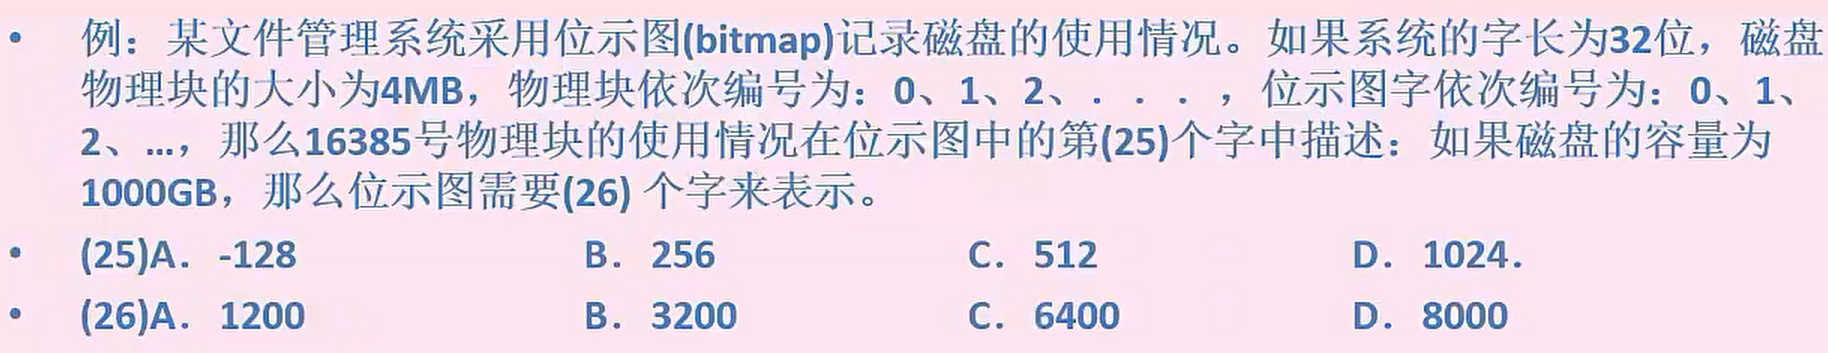 • 例：某文件管理系统采用位示图(bitmap)记录磁盘的使用情况。如果系统的字长为32位，磁盘
物理块的大小为4MB，物理块依次编号为：0、1、2、. . . ，位示图字依次编号为：0、1、
2、…，那么16385号物理块的使用情况在位示图中的第(25)个字中描述：如果磁盘的容量为
1000GB，那么位示图需要(26) 个字来表示。
• (25)A. -128 B. 256 C. 512 D. 1024.
• (26)A. 1200 B. 3200 C. 6400 D. 8000